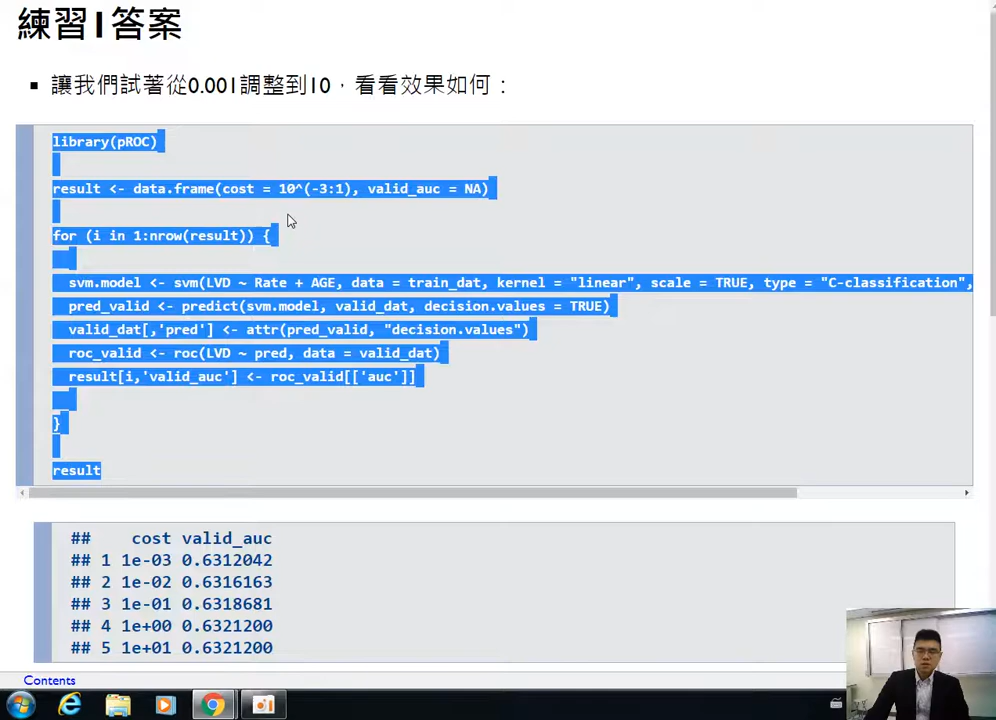 練習1答案
▪ 讓我們試著從0.001調整到10，看看效果如何：
library(pROC)
result <- data.frame(cost = 10^(-3:1), valid_auc = NA)
for (i in 1:nrow(result)) {
svm.model <- svm(LVD ~ Rate + AGE, data = train_dat, kernel = "linear", scale = TRUE, type = "C-classification",
pred_valid <- predict(svm.model, valid_dat, decision.values = TRUE)
valid_dat[,'pred'] <- attr(pred_valid, "decision.values")
roc_valid <- roc(LVD ~ pred, data = valid_dat)
result[i,'valid_auc'] <- roc_valid[['auc']]
}
result
## cost valid_auc
## 1 1e-03 0.6312042
## 2 1e-02 0.6316163
## 3 1e-01 0.6318681
## 4 1e+00 0.6321200
## 5 1e+01 0.6321200
Contents